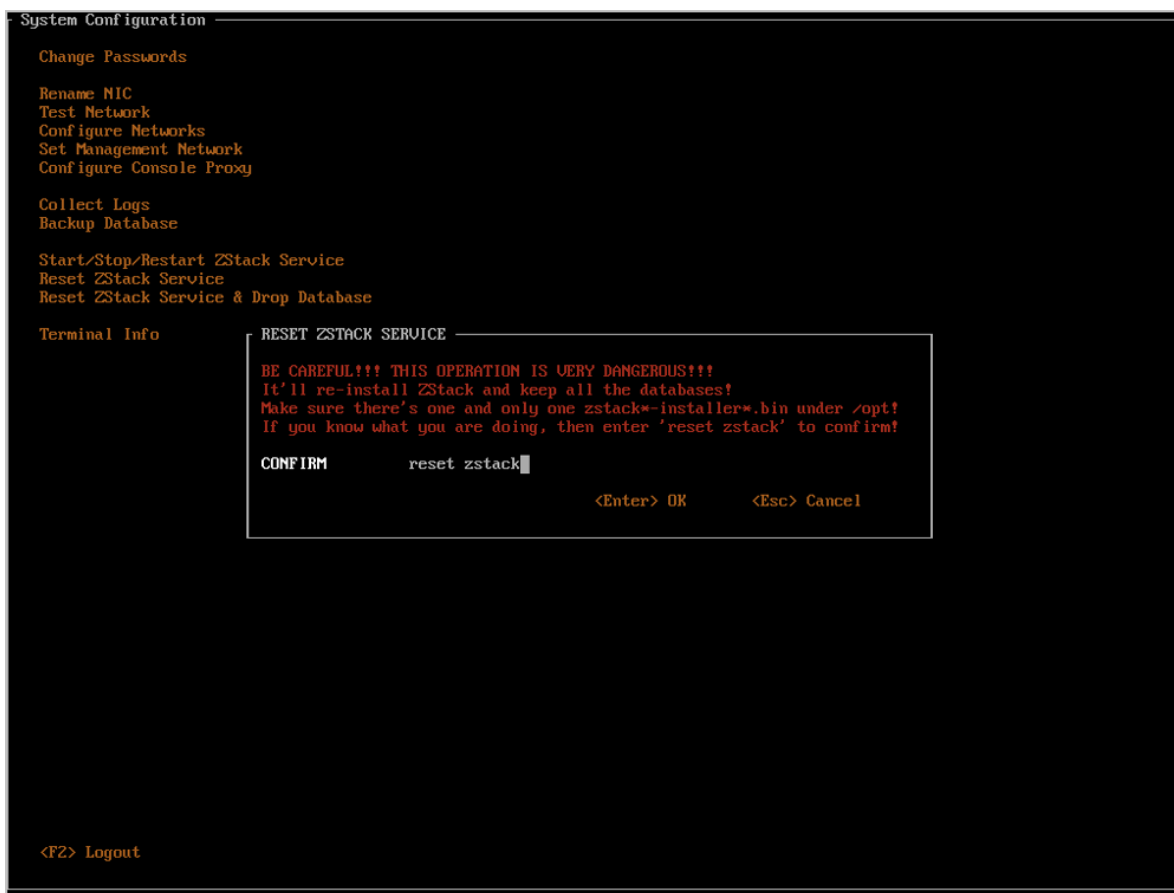 System Configuration
Change Passwords
Rename NIC
Test Network
Configure Networks
Set Management Network
Configure Console Proxy
Collect Logs
Backup Database
Start/Stop/Restart ZStack Service
Reset ZStack Service
Reset ZStack Service & Drop Database
Terminal Info
RESET ZSTACK SERVICE
BE CAREFUL!!! THIS OPERATION IS VERY DANGEROUS!!!
It'll re-install ZStack and keep all the databases!
Make sure there's one and only one zstack*-installer*.bin under /opt!
If you know what you are doing, then enter 'reset zstack' to confirm!
CONFIRM reset zstack
<Enter> OK <Esc> Cancel
<F2> Logout